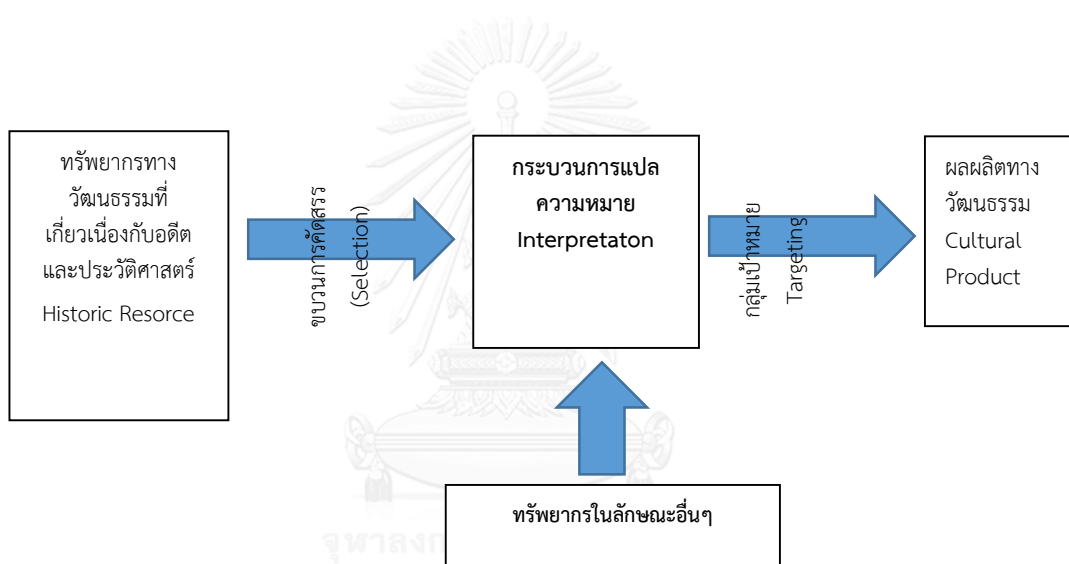 ทรัพยากรทาง
วัฒนธรรมที่
เกี่ยวเนื่องกับอดีต
และประวัติศาสตร์
Historic Resorce
ขบวนการคัดสรร
(Selection)
กระบวนการแปล
ความหมาย
Interpretaton
กลุ่มเป้าหมาย
Targeting
ผลผลิตทาง
วัฒนธรรม
Cultural
Product
ทรัพยากรในลักษณะอื่นๆ